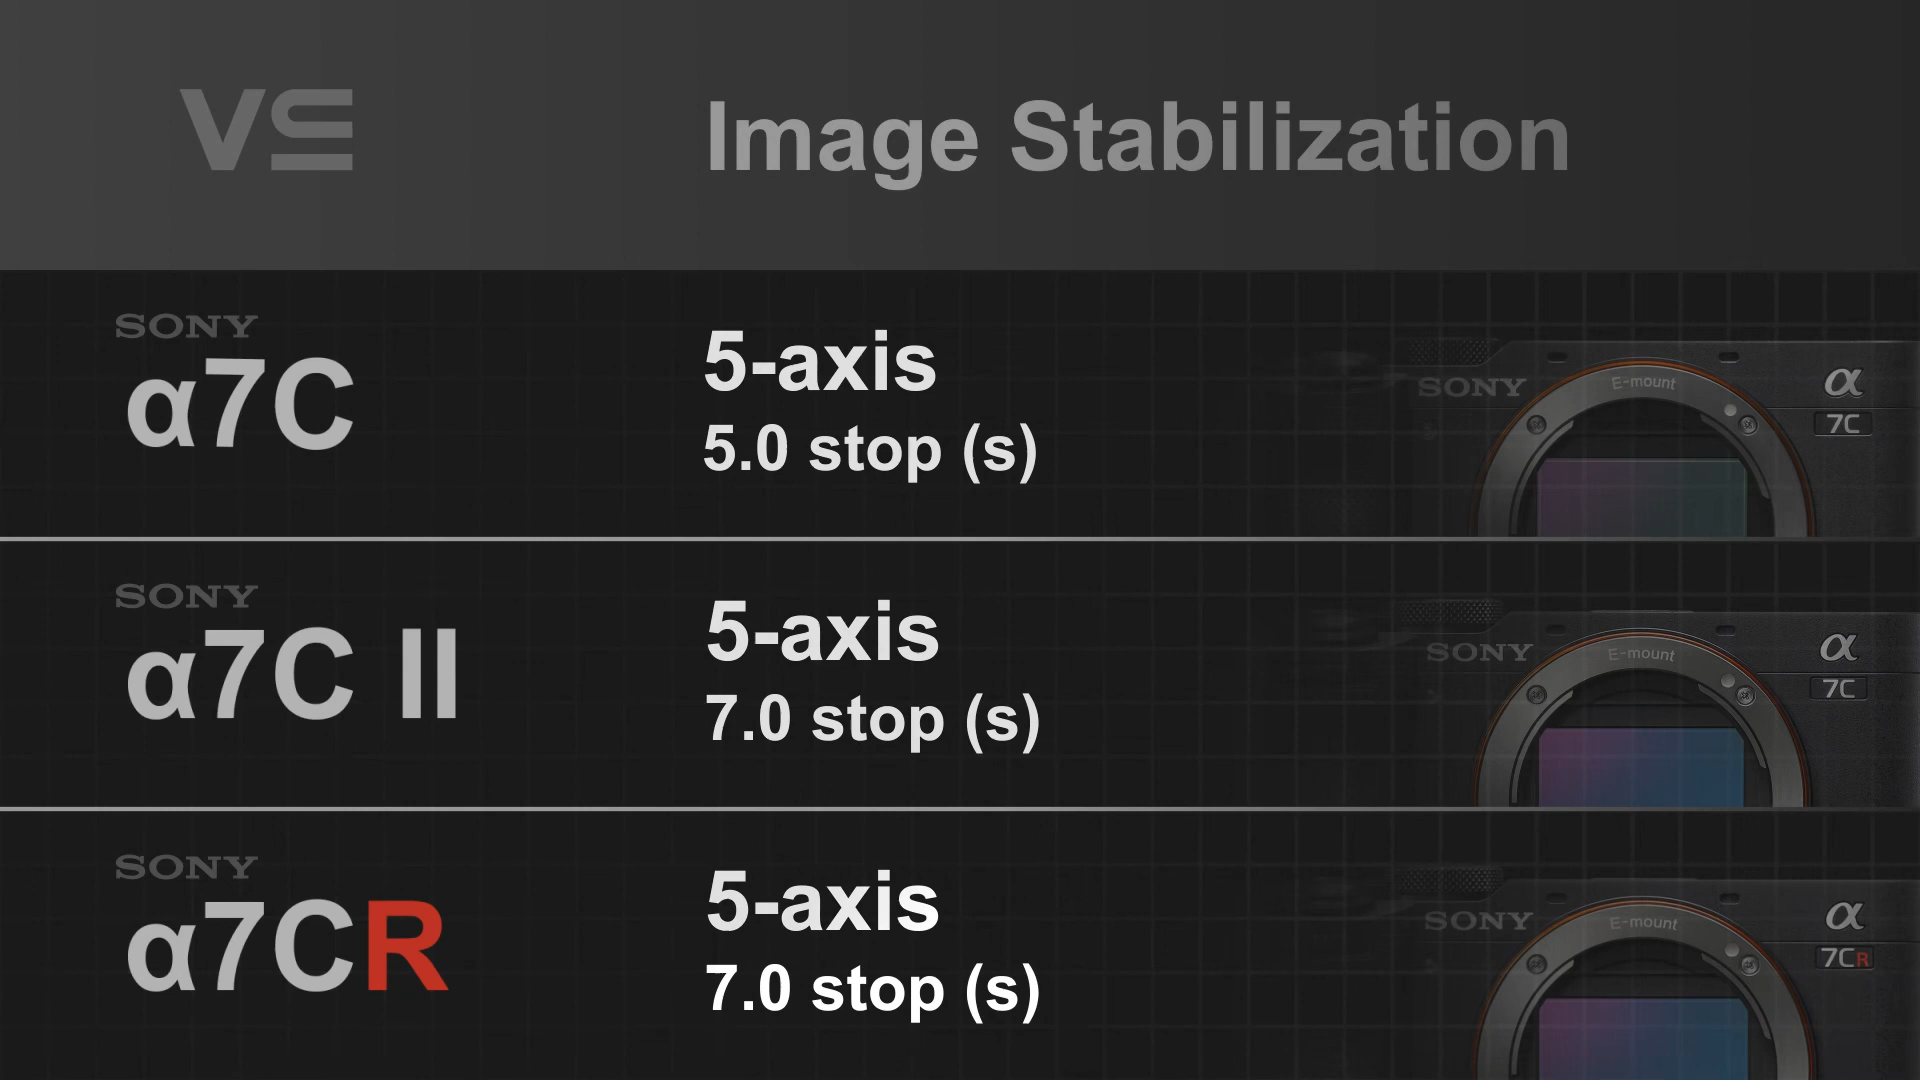 VS
Image Stabilization
SONY
α7C
5-axis
5.0 stop (s)
SONY
E-mount
α
7C
SONY
α7C II
5-axis
7.0 stop (s)
SONY
E-mount
α
7C
SONY
α7CR
5-axis
7.0 stop (s)
SONY
E-mount
α
7CR